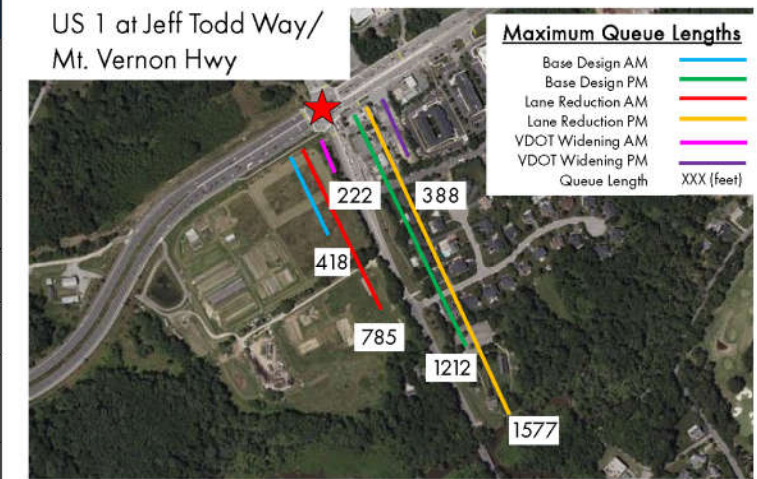 US 1 at Jeff Todd Way/
Mt. Vernon Hwy
Maximum Queue Lengths
Base Design AM
Base Design PM
Lane Reduction AM
Lane Reduction PM
VDOT Widening AM
VDOT Widening PM
Queue Length XXX (feet)
222
388
418
785
1212
1577